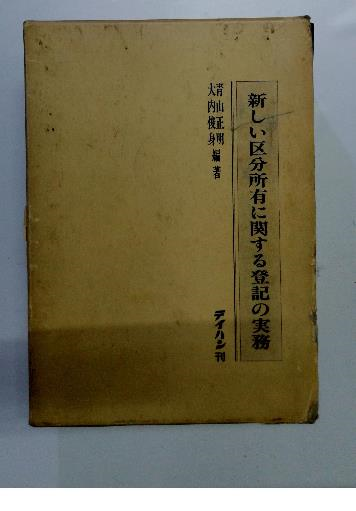 新しい区分所有に関する登記の実務
青山正明
大内俊身
編著
テイハン刊